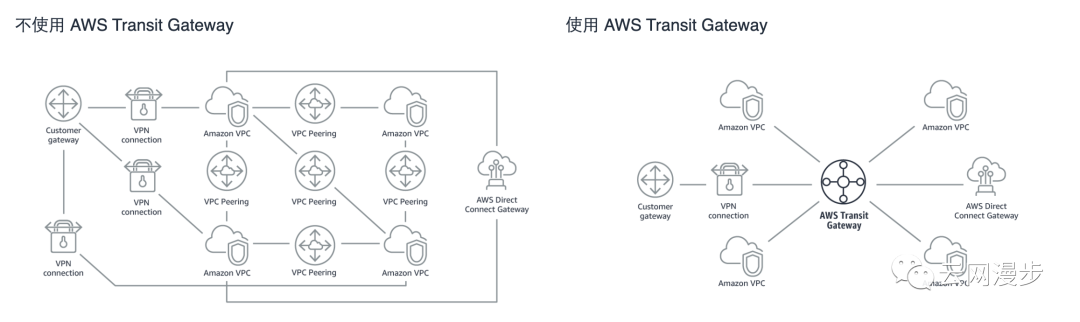 不使用 AWS Transit Gateway
使用 AWS Transit Gateway
Customer
gateway
VPN
connection
Amazon VPC
VPC Peering
Amazon VPC
VPN
connection
VPC Peering
VPC Peering
VPC Peering
AWS Direct
Connect Gateway
VPN
connection
Amazon VPC
VPC Peering
Amazon VPC
Amazon VPC
Amazon VPC
Customer
gateway
VPN
connection
AWS Transit
Gateway
AWS Direct
Connect Gateway
Amazon VPC
Amazon VPC
天网漫步